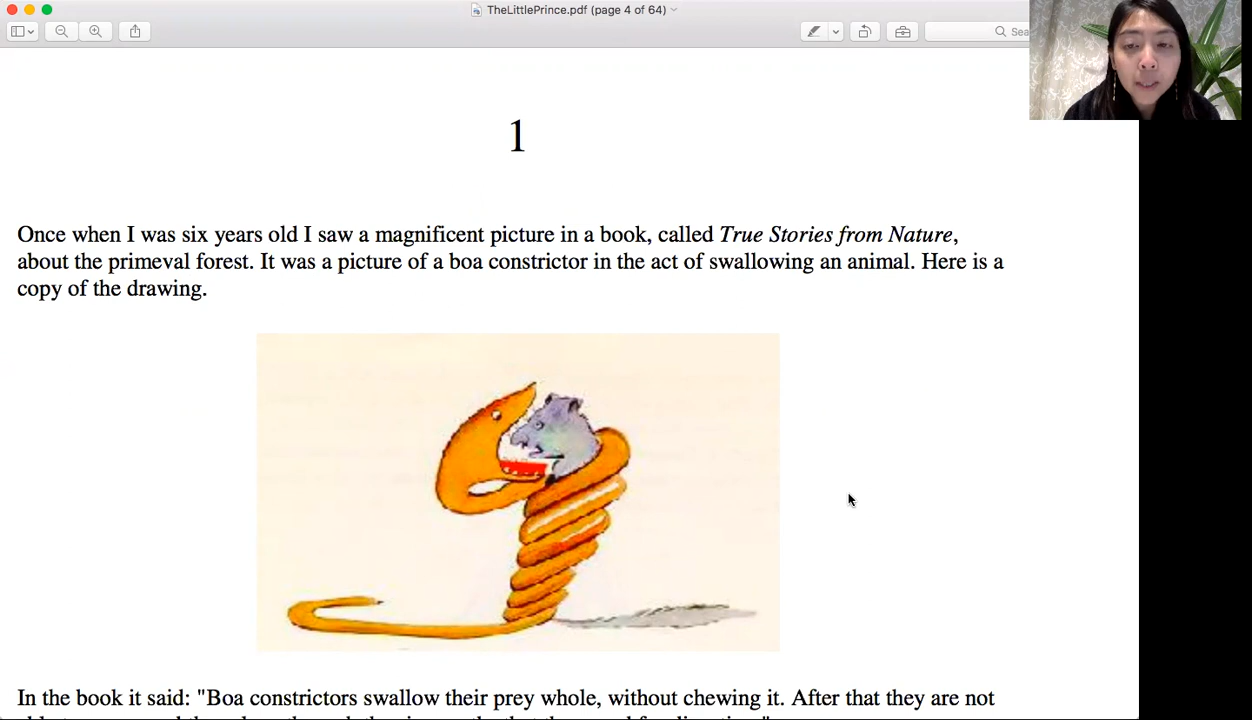 TheLittlePrince.pdf (page 4 of 64)
Sea
1
Once when I was six years old I saw a magnificent picture in a book, called True Stories from Nature,
about the primeval forest. It was a picture of a boa constrictor in the act of swallowing an animal. Here is a
copy of the drawing.
In the book it said: "Boa constrictors swallow their prey whole, without chewing it. After that they are not